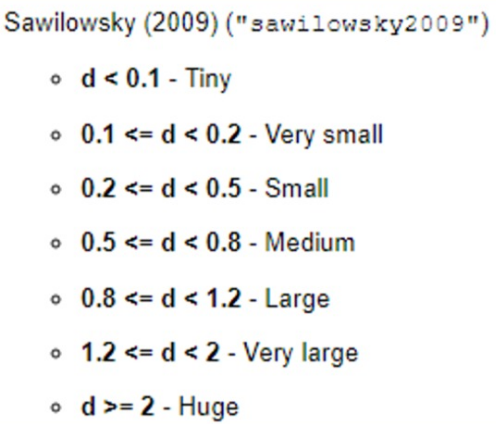 Sawilowsky (2009) ("sawilowsky2009")
d < 0.1 - Tiny
0.1 <= d < 0.2 - Very small
0.2 <= d < 0.5 - Small
0.5 <= d < 0.8 - Medium
0.8 <= d < 1.2 - Large
1.2 <= d < 2 - Very large
d >= 2 - Huge